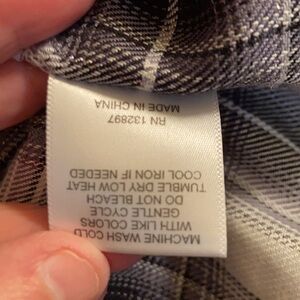 MACHINE WASH COLD
WITH LIKE COLORS
GENTLE CYCLE
DO NOT BLEACH
TUMBLE DRY LOW HEAT
COOL IRON IF NEEDED
RN 132897
MADE IN CHINA